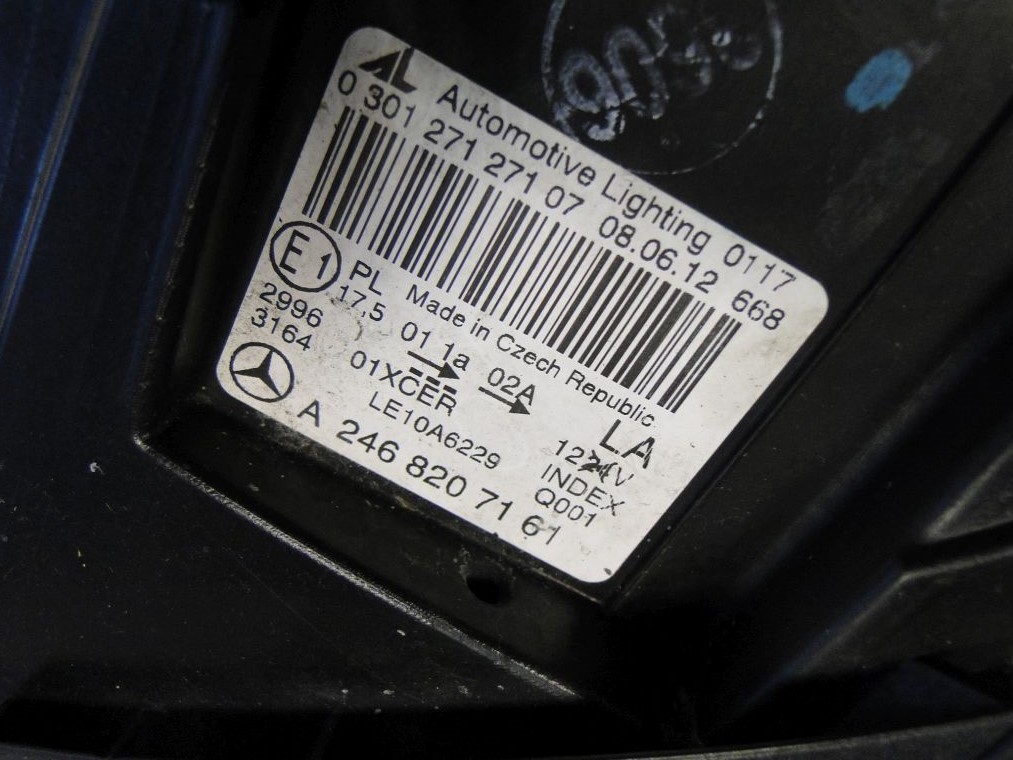 AL Automotive Lighting 0117
0 301 271 271 07 08.06.12 668
E1 PL Made in Czech Republic
17,5 01 1a 02A LA
2996 01XCER 12 V
3164 LE10A6229 INDEX
A 246 820 71 61 Q001